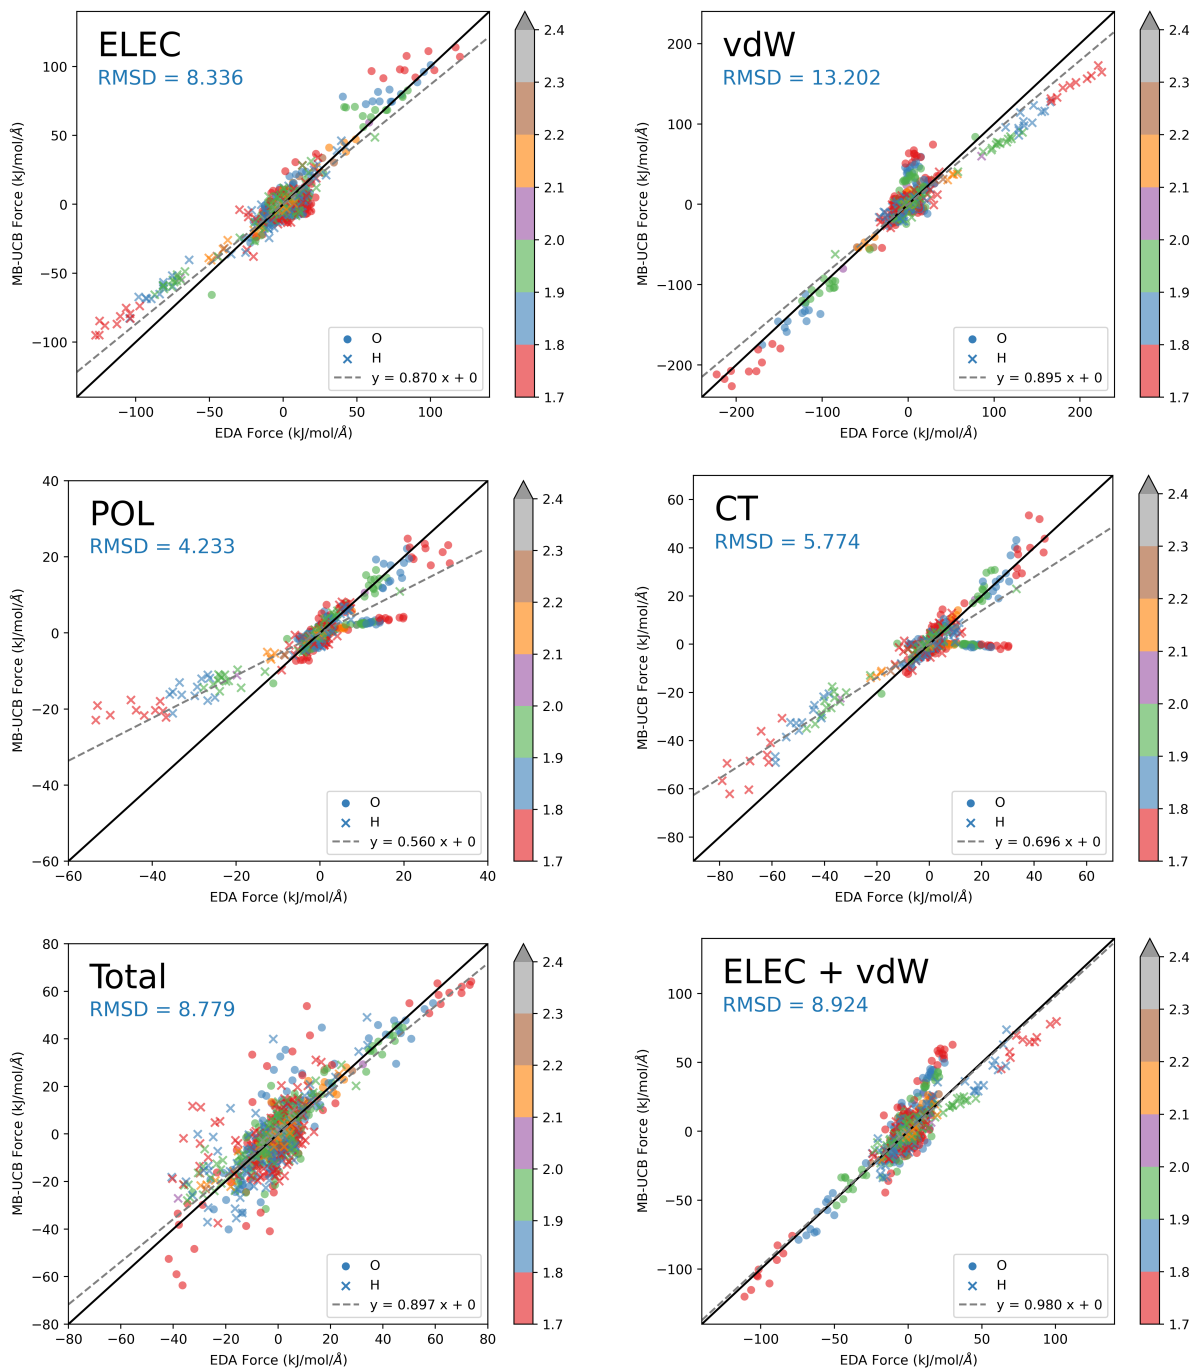 ELEC
RMSD = 8.336
MB-UCB Force (kJ/mol/Å)
100
50
0
−50
−100
−100
−50
0
50
100
EDA Force (kJ/mol/Å)
O
H
y = 0.870 x + 0
2.4
2.3
2.2
2.1
2.0
1.9
1.8
1.7
vdW
RMSD = 13.202
MB-UCB Force (kJ/mol/Å)
200
100
0
−100
−200
−200
−100
0
100
200
EDA Force (kJ/mol/Å)
O
H
y = 0.895 x + 0
2.4
2.3
2.2
2.1
2.0
1.9
1.8
1.7
POL
RMSD = 4.233
MB-UCB Force (kJ/mol/Å)
40
20
0
−20
−40
−60
−60
−40
−20
0
20
40
EDA Force (kJ/mol/Å)
O
H
y = 0.560 x + 0
2.4
2.3
2.2
2.1
2.0
1.9
1.8
1.7
CT
RMSD = 5.774
MB-UCB Force (kJ/mol/Å)
60
40
20
0
−20
−40
−60
−80
−80
−60
−40
−20
0
20
40
60
EDA Force (kJ/mol/Å)
O
H
y = 0.696 x + 0
2.4
2.3
2.2
2.1
2.0
1.9
1.8
1.7
Total
RMSD = 8.779
MB-UCB Force (kJ/mol/Å)
80
60
40
20
0
−20
−40
−60
−80
−80
−60
−40
−20
0
20
40
60
80
EDA Force (kJ/mol/Å)
O
H
y = 0.897 x + 0
2.4
2.3
2.2
2.1
2.0
1.9
1.8
1.7
ELEC + vdW
RMSD = 8.924
MB-UCB Force (kJ/mol/Å)
100
50
0
−50
−100
−100
−50
0
50
100
EDA Force (kJ/mol/Å)
O
H
y = 0.980 x + 0
2.4
2.3
2.2
2.1
2.0
1.9
1.8
1.7